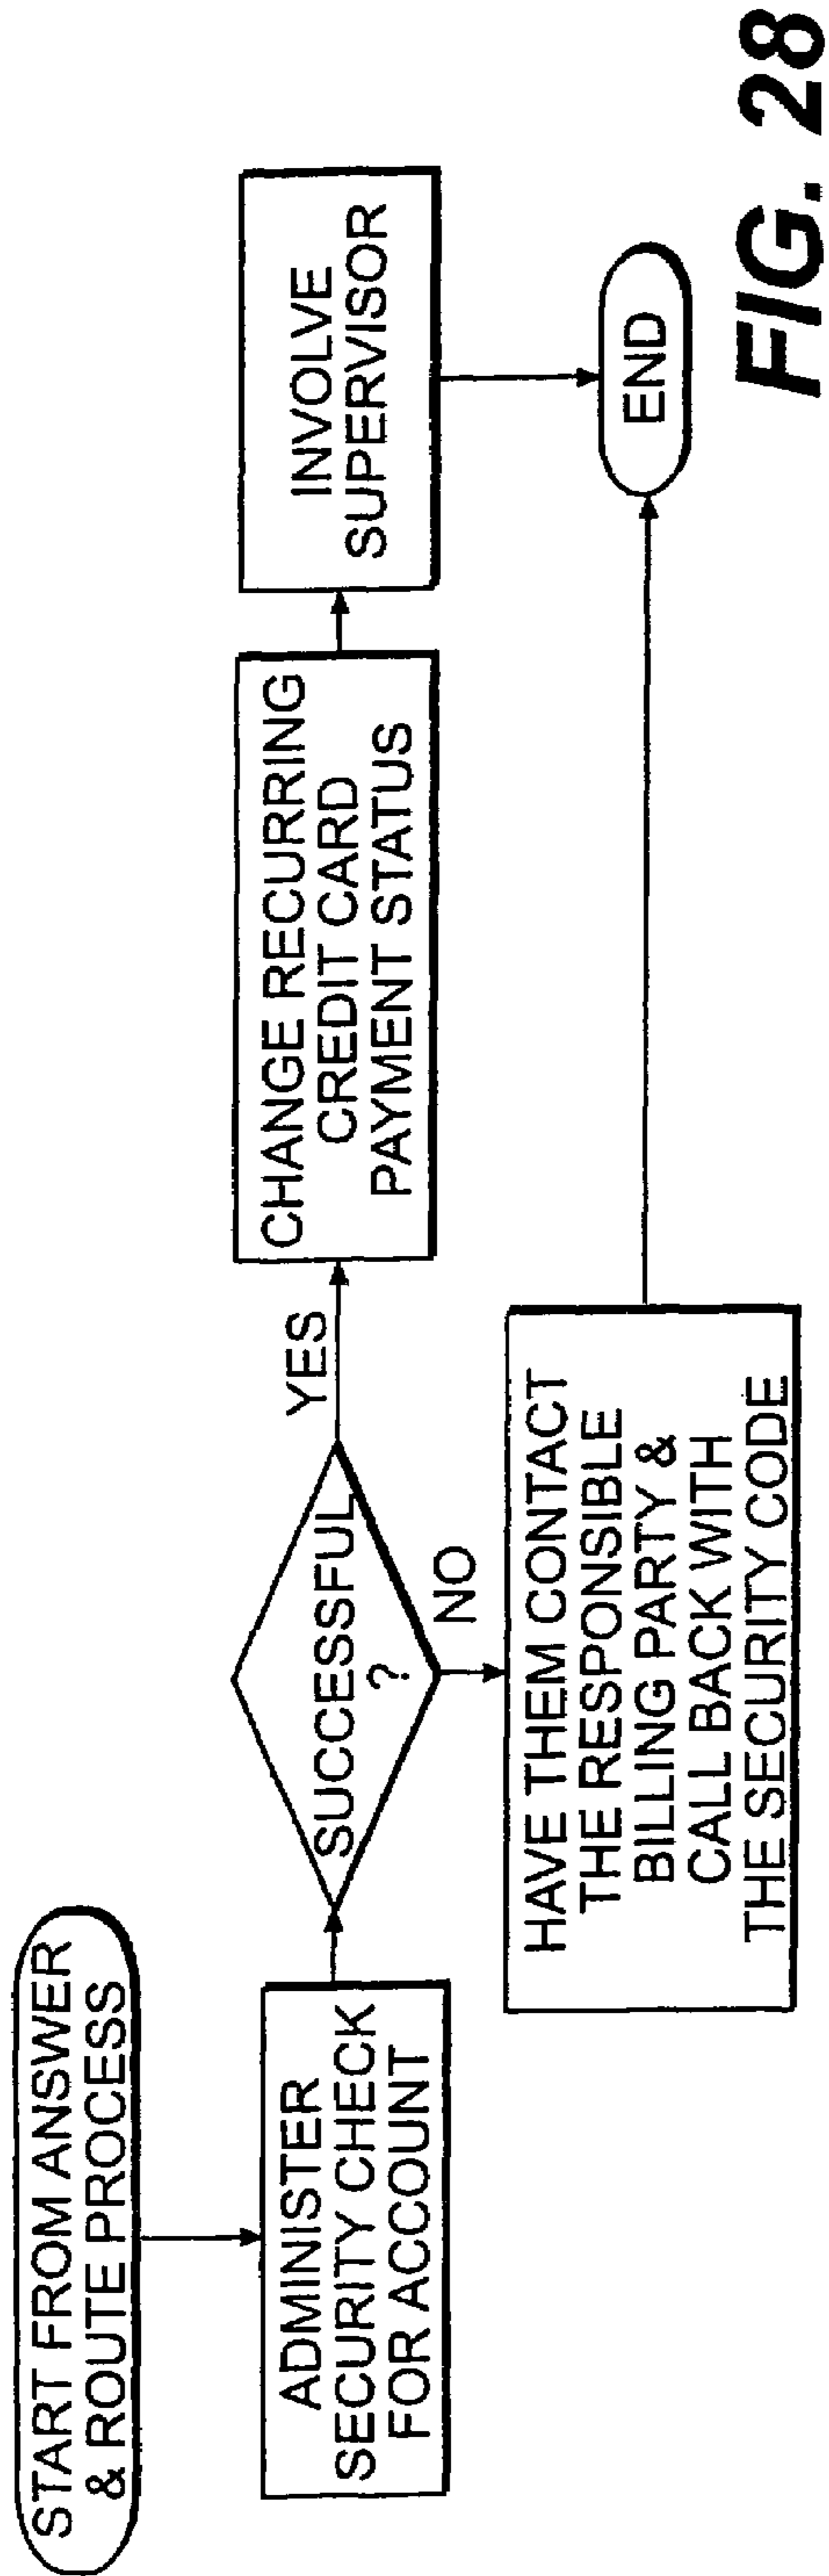 START FROM ANSWER
& ROUTE PROCESS
ADMINISTER
SECURITY CHECK
FOR ACCOUNT
SUCCESSFUL
?
YES
NO
CHANGE RECURRING
CREDIT CARD
PAYMENT STATUS
INVOLVE
SUPERVISOR
HAVE THEM CONTACT
THE RESPONSIBLE
BILLING PARTY &
CALL BACK WITH
THE SECURITY CODE
END
FIG. 28